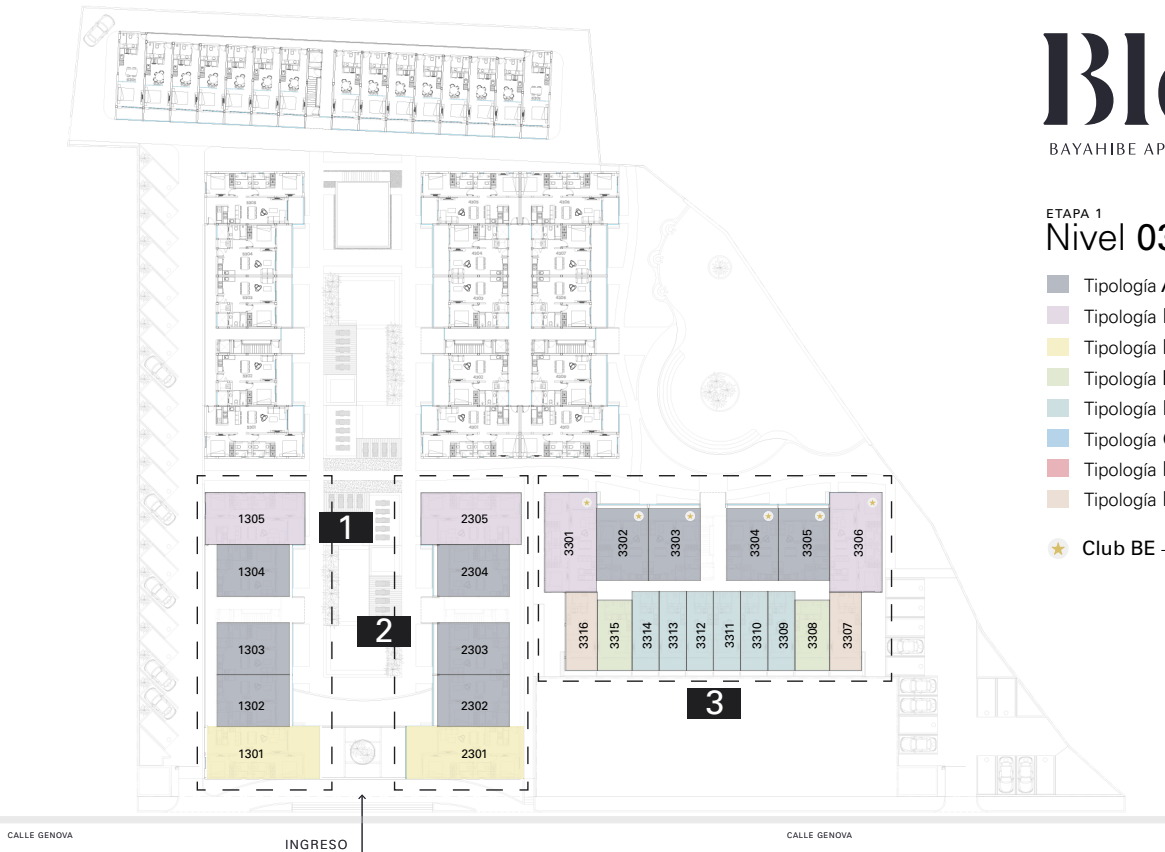 BAYAHIBE AP
ETAPA 1
Nivel 03
Tipología A
Tipología
Tipología
Tipología
Tipología
Tipología
Tipología
Tipología
Club BE -
1305
1304
1303
1302
1301
1
2305
2304
2303
2302
2301
2
3301
3302
3303
3304
3305
3306
3316
3315
3314
3313
3312
3311
3310
3309
3308
3307
3
CALLE GENOVA
INGRESO
CALLE GENOVA